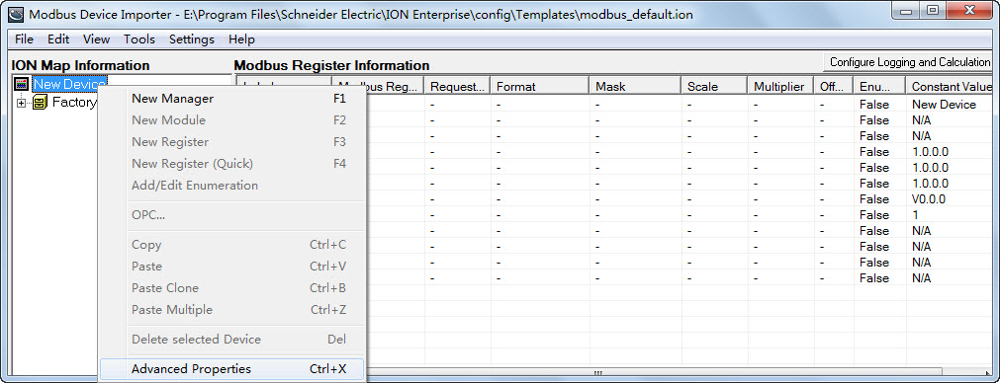 Modbus Device Importer - E:\Program Files\Schneider Electric\ION Enterprise\config\Templates\modbus_default.ion
File Edit View Tools Settings Help
ION Map Information Modbus Register Information Configure Logging and Calculation
New Device Modbus Reg... Request... Format Mask Scale Multiplier Off... Enu... Constant Value
Factory - - - - - - False New Device
New Manager F1
New Module F2 - - - - - - False N/A
New Register F3 - - - - - - False N/A
New Register (Quick) F4 - - - - - - False 1.0.0.0
Add/Edit Enumeration - - - - - - False 1.0.0.0
- - - - - - False 1.0.0.0
OPC... - - - - - - False V0.0.0
- - - - - - False 1
Copy Ctrl+C - - - - - - False N/A
Paste Ctrl+V - - - - - - False N/A
Paste Clone Ctrl+B - - - - - - False N/A
Paste Multiple Ctrl+Z - - - - - - False N/A
Delete selected Device Del
Advanced Properties Ctrl+X